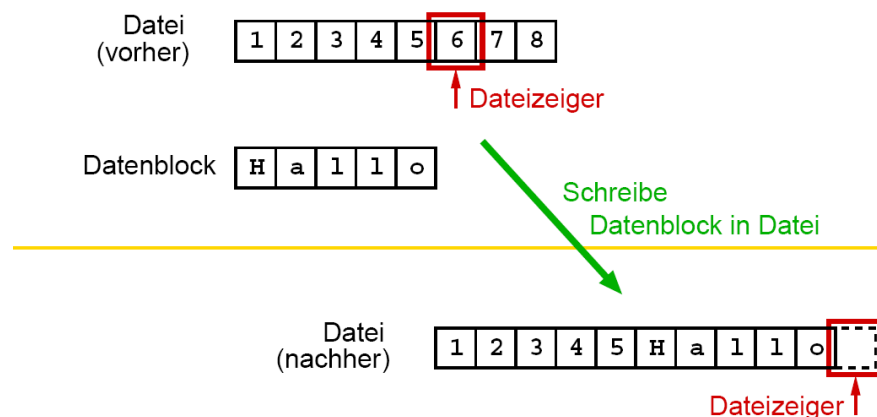 Datei
(vorher)
1 2 3 4 5 6 7 8
Dateizeiger
Datenblock
H a l l o
Schreibe
Datenblock in Datei
Datei
(nachher)
1 2 3 4 5 H a l l o
Dateizeiger